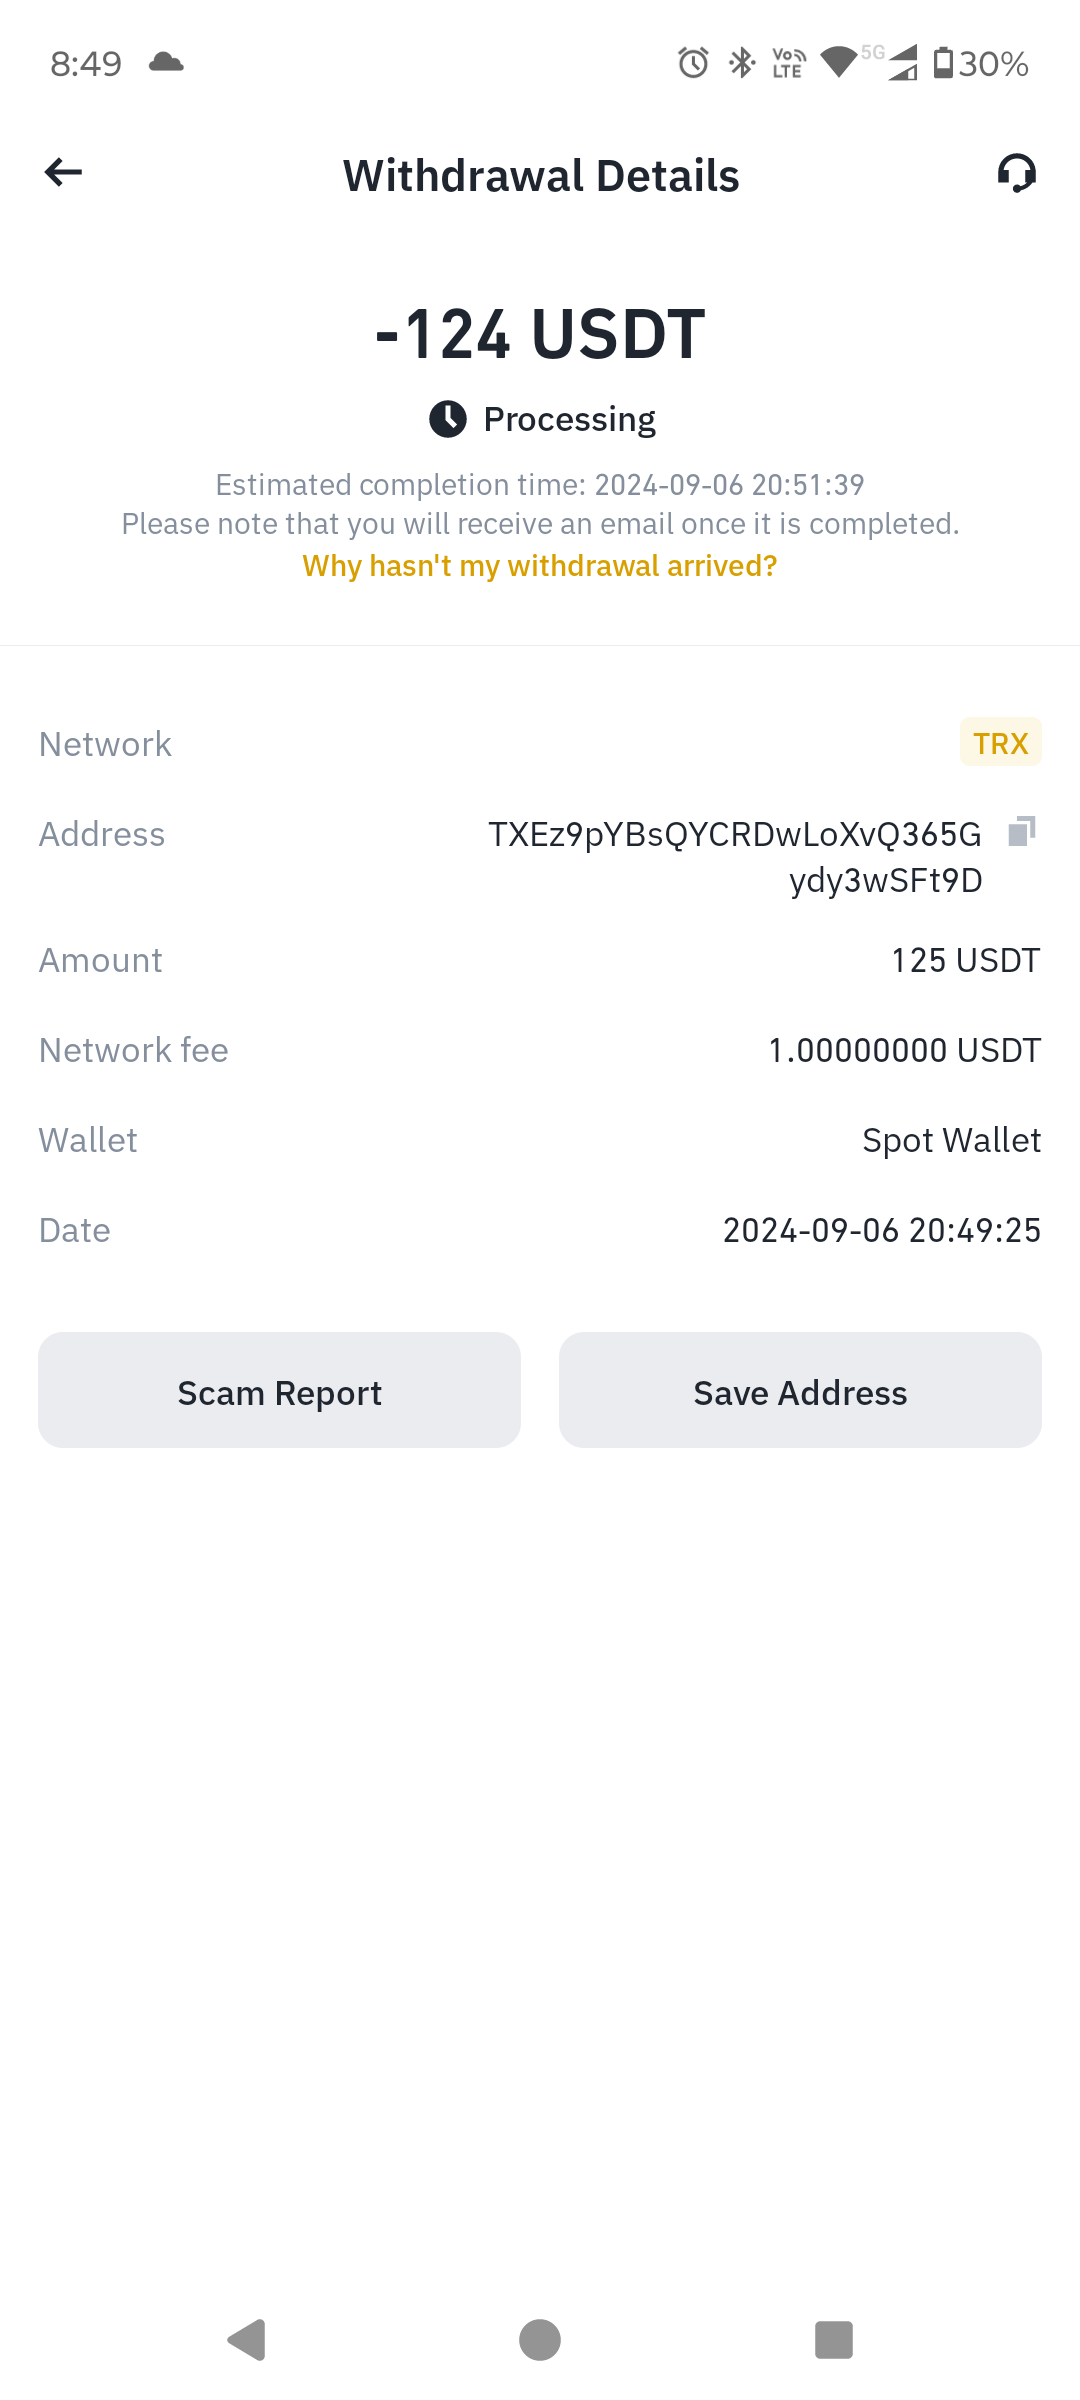 8:49
Vo LTE 5G 30%
Withdrawal Details
-124 USDT
Processing
Estimated completion time: 2024-09-06 20:51:39
Please note that you will receive an email once it is completed.
Why hasn't my withdrawal arrived?
Network TRX
Address TXEz9pYBsQYCRDwLoXvQ365G
ydy3wSFt9D
Amount 125 USDT
Network fee 1.00000000 USDT
Wallet Spot Wallet
Date 2024-09-06 20:49:25
Scam Report Save Address